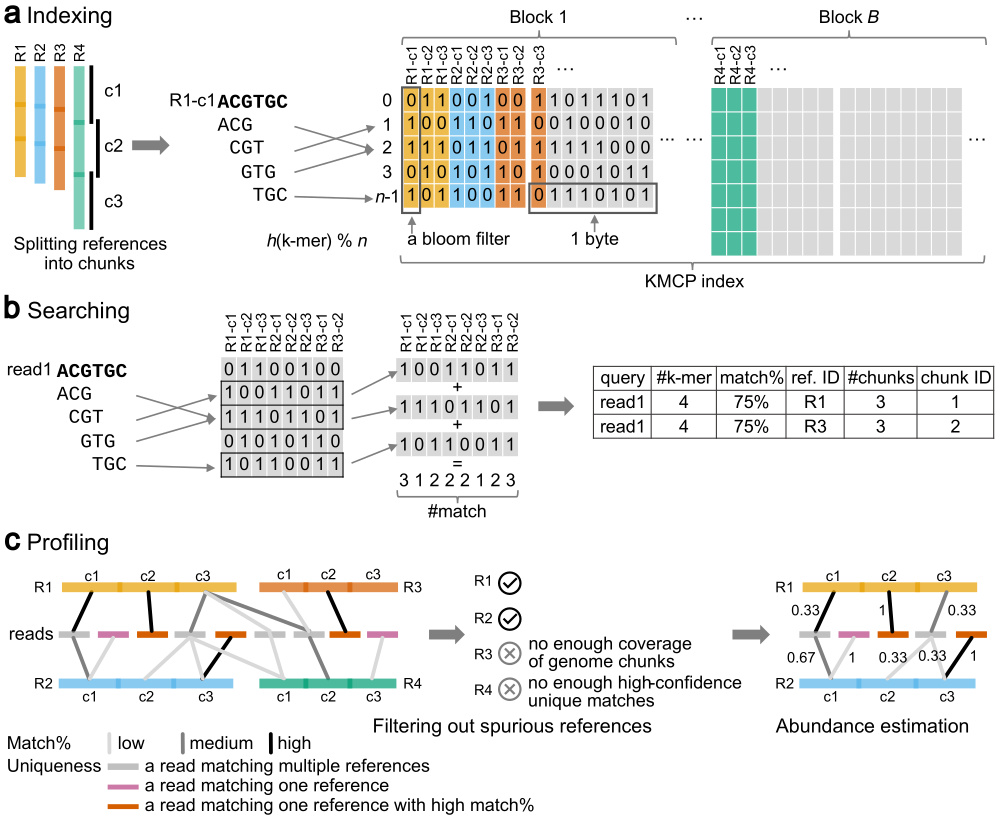 a Indexing
Block 1 ... Block B
R1 R2 R3 R4
R1-c1 R1-c2 R1-c3 R2-c1 R2-c2 R2-c3 R3-c1 R3-c2 R3-c3 ...
R4-c1 R4-c2 R4-c3 ...
c1
c2
c3
Splitting references
into chunks
R1-c1 ACGTGC
ACG
CGT
GTG
TGC
h(k-mer) % n
0 0 1 1 0 0 1 0 0 1 1 0 1 1 1 0 1
1 1 0 0 1 1 0 1 1 0 1 0 0 0 1 0
2 1 1 1 0 1 1 0 1 1 0 0 0 1 0 1
3 0 1 0 1 0 1 1 0 1 0 0 0 1 0 1 1
n-1 1 0 1 1 0 0 1 1 0 1 1 1 0 1 0 1
... ... ...
a bloom filter
1 byte
KMCP index
b Searching
R1-c1 R1-c2 R1-c3 R2-c1 R2-c2 R2-c3 R3-c1 R3-c2
R1-c1 R1-c2 R1-c3 R2-c1 R2-c2 R2-c3 R3-c1 R3-c2
read1 ACGTGC
ACG
CGT
GTG
TGC
0 1 1 0 0 1 0 0
1 0 0 1 1 0 1 1
1 1 1 0 1 1 0 1
0 1 0 1 0 1 1 0
1 0 1 1 0 0 1 1
1 0 0 1 1 0 1 1
+
1 1 1 0 1 1 0 1
+
1 0 1 1 0 0 1 1
=
3 1 2 2 2 1 2 3
#match
query #k-mer match% ref. ID #chunks chunk ID
read1 4 75% R1 3 1
read1 4 75% R3 3 2
c Profiling
R1 c1 c2 c3
c1 c2 c3 R3
reads
R2 c1 c2 c3
c1 c2 c3 R4
R1
R2
R3 no enough coverage
of genome chunks
R4 no enough high-confidence
unique matches
Filtering out spurious references
R1 c1 c2 c3
0.33 1 0.33
0.67 1 0.33 0.33 1
R2 c1 c2 c3
Abundance estimation
Match% low medium high
Uniqueness a read matching multiple references
a read matching one reference
a read matching one reference with high match%